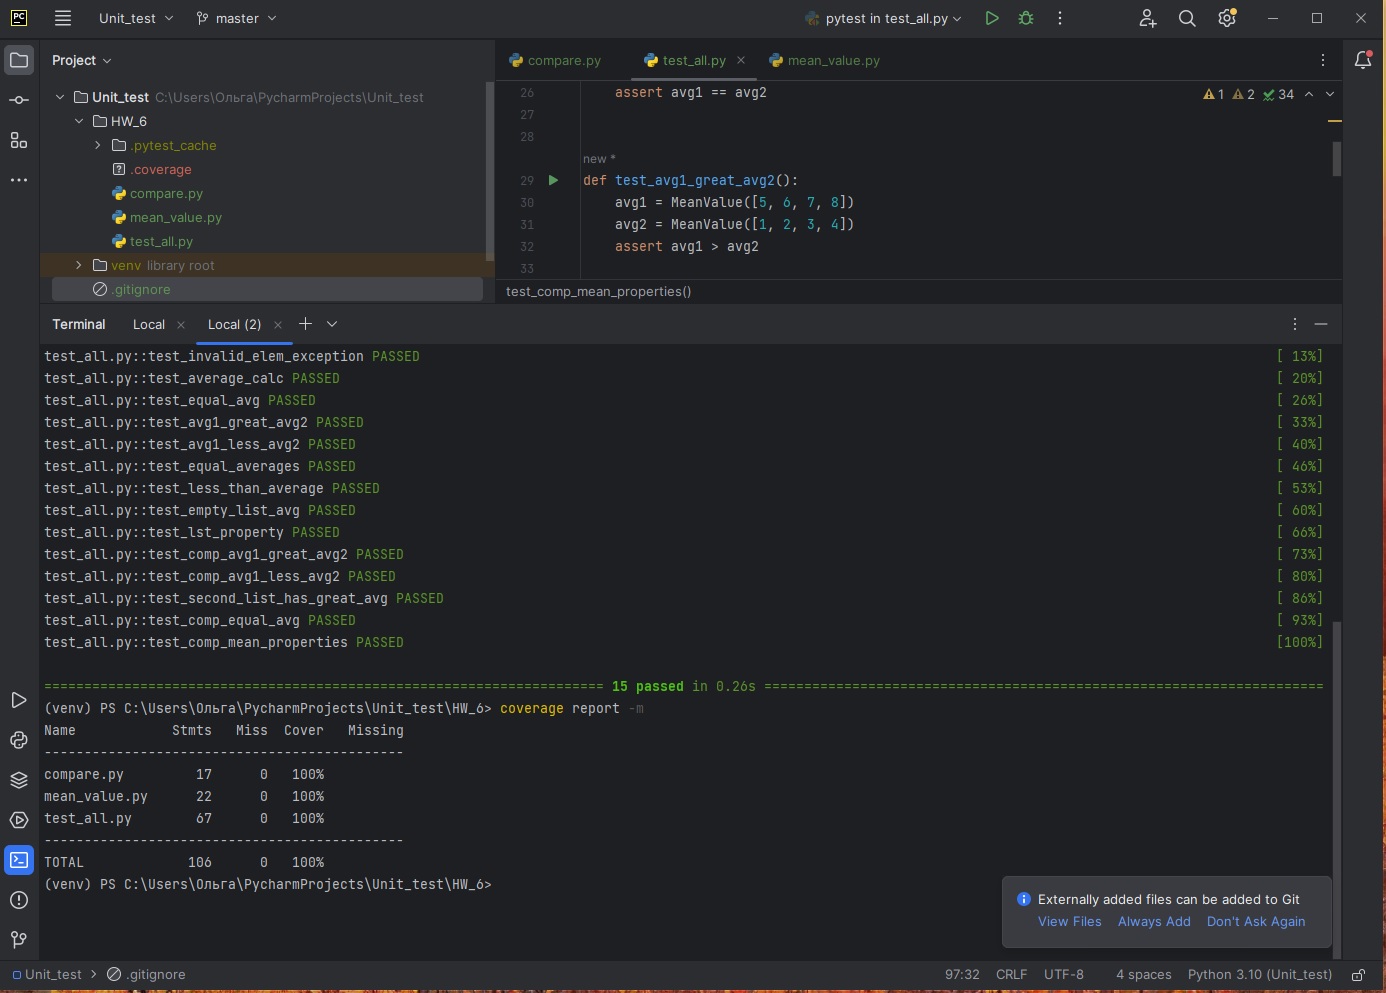 PC Unit_test master pytest in test_all.py
Project
Unit_test C:\Users\Ольга\PycharmProjects\Unit_test
HW_6
.pytest_cache
.coverage
compare.py
mean_value.py
test_all.py
venv library root
.gitignore
compare.py test_all.py mean_value.py
1 2 34
26 assert avg1 == avg2
27
28
new *
29 def test_avg1_great_avg2():
30 avg1 = MeanValue([5, 6, 7, 8])
31 avg2 = MeanValue([1, 2, 3, 4])
32 assert avg1 > avg2
33
test_comp_mean_properties()
Terminal Local Local (2)
test_all.py::test_invalid_elem_exception PASSED [ 13%]
test_all.py::test_average_calc PASSED [ 20%]
test_all.py::test_equal_avg PASSED [ 26%]
test_all.py::test_avg1_great_avg2 PASSED [ 33%]
test_all.py::test_avg1_less_avg2 PASSED [ 40%]
test_all.py::test_equal_averages PASSED [ 46%]
test_all.py::test_less_than_average PASSED [ 53%]
test_all.py::test_empty_list_avg PASSED [ 60%]
test_all.py::test_lst_property PASSED [ 66%]
test_all.py::test_comp_avg1_great_avg2 PASSED [ 73%]
test_all.py::test_comp_avg1_less_avg2 PASSED [ 80%]
test_all.py::test_second_list_has_great_avg PASSED [ 86%]
test_all.py::test_comp_equal_avg PASSED [ 93%]
test_all.py::test_comp_mean_properties PASSED [100%]
====================================================================== 15 passed in 0.26s ======================================================================
(venv) PS C:\Users\Ольга\PycharmProjects\Unit_test\HW_6> coverage report -m
Name Stmts Miss Cover Missing
---------------------------------------------
compare.py 17 0 100%
mean_value.py 22 0 100%
test_all.py 67 0 100%
---------------------------------------------
TOTAL 106 0 100%
(venv) PS C:\Users\Ольга\PycharmProjects\Unit_test\HW_6>
Externally added files can be added to Git
View Files Always Add Don't Ask Again
Unit_test > .gitignore 97:32 CRLF UTF-8 4 spaces Python 3.10 (Unit_test)